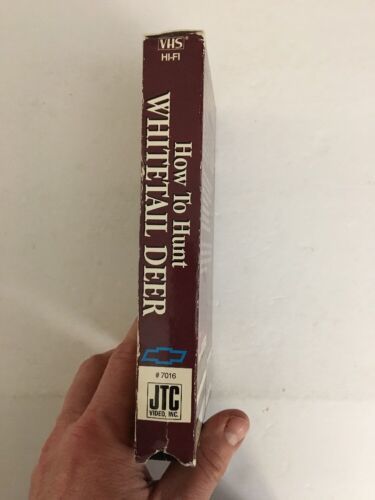 VHS®
HI-FI
How To Hunt
WHITETAIL DEER
# 7016
JTC
VIDEO, INC.